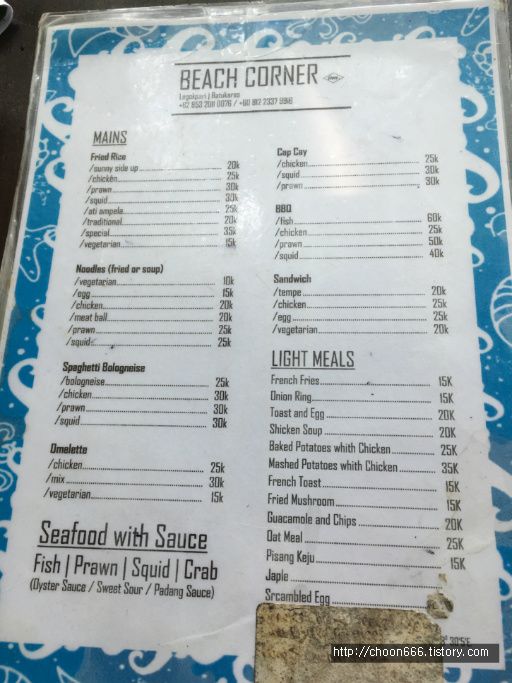 BEACH CORNER
Legokpari | Batukaras
MAINS
Fried Rice
/sunny side up 20k
/chicken 25k
/prawn 30k
/squid 30k
/ati ampela 25k
/traditional 20k
/special 35k
/vegetarian 15k
Noodles (fried or soup)
/vegetarian 10k
/egg 15k
/chicken 20k
/meat ball 20k
/prawn 25k
/squid 25k
Spaghetti Bologneise
/bologneise 25k
/chicken 30k
/prawn 30k
/squid 30k
Omelette
/chicken 25k
/mix 30k
/vegetarian 15k
Seafood with Sauce
Fish | Prawn | Squid | Crab
(Oyster Sauce / Sweet Sour / Padang Sauce)
Cap Cay
/chicken 25k
/squid 30k
/prawn 30k
BBQ
/fish 60k
/chicken 25k
/prawn 50k
/squid 40k
Sandwich
/tempe 20k
/chicken 25k
/egg 25k
/vegetarian 20k
LIGHT MEALS
French Fries 15K
Onion Ring 15K
Toast and Egg 20K
Shicken Soup 20K
Baked Potatoes whith Chicken 25K
Mashed Potatoes whith Chicken 35K
French Toast 15K
Fried Mushroom 15K
Guacamole and Chips 20K
Oat Meal 25K
Pisang Keju 15K
Japle
Srcambled Egg
http://choon666.tistory.com